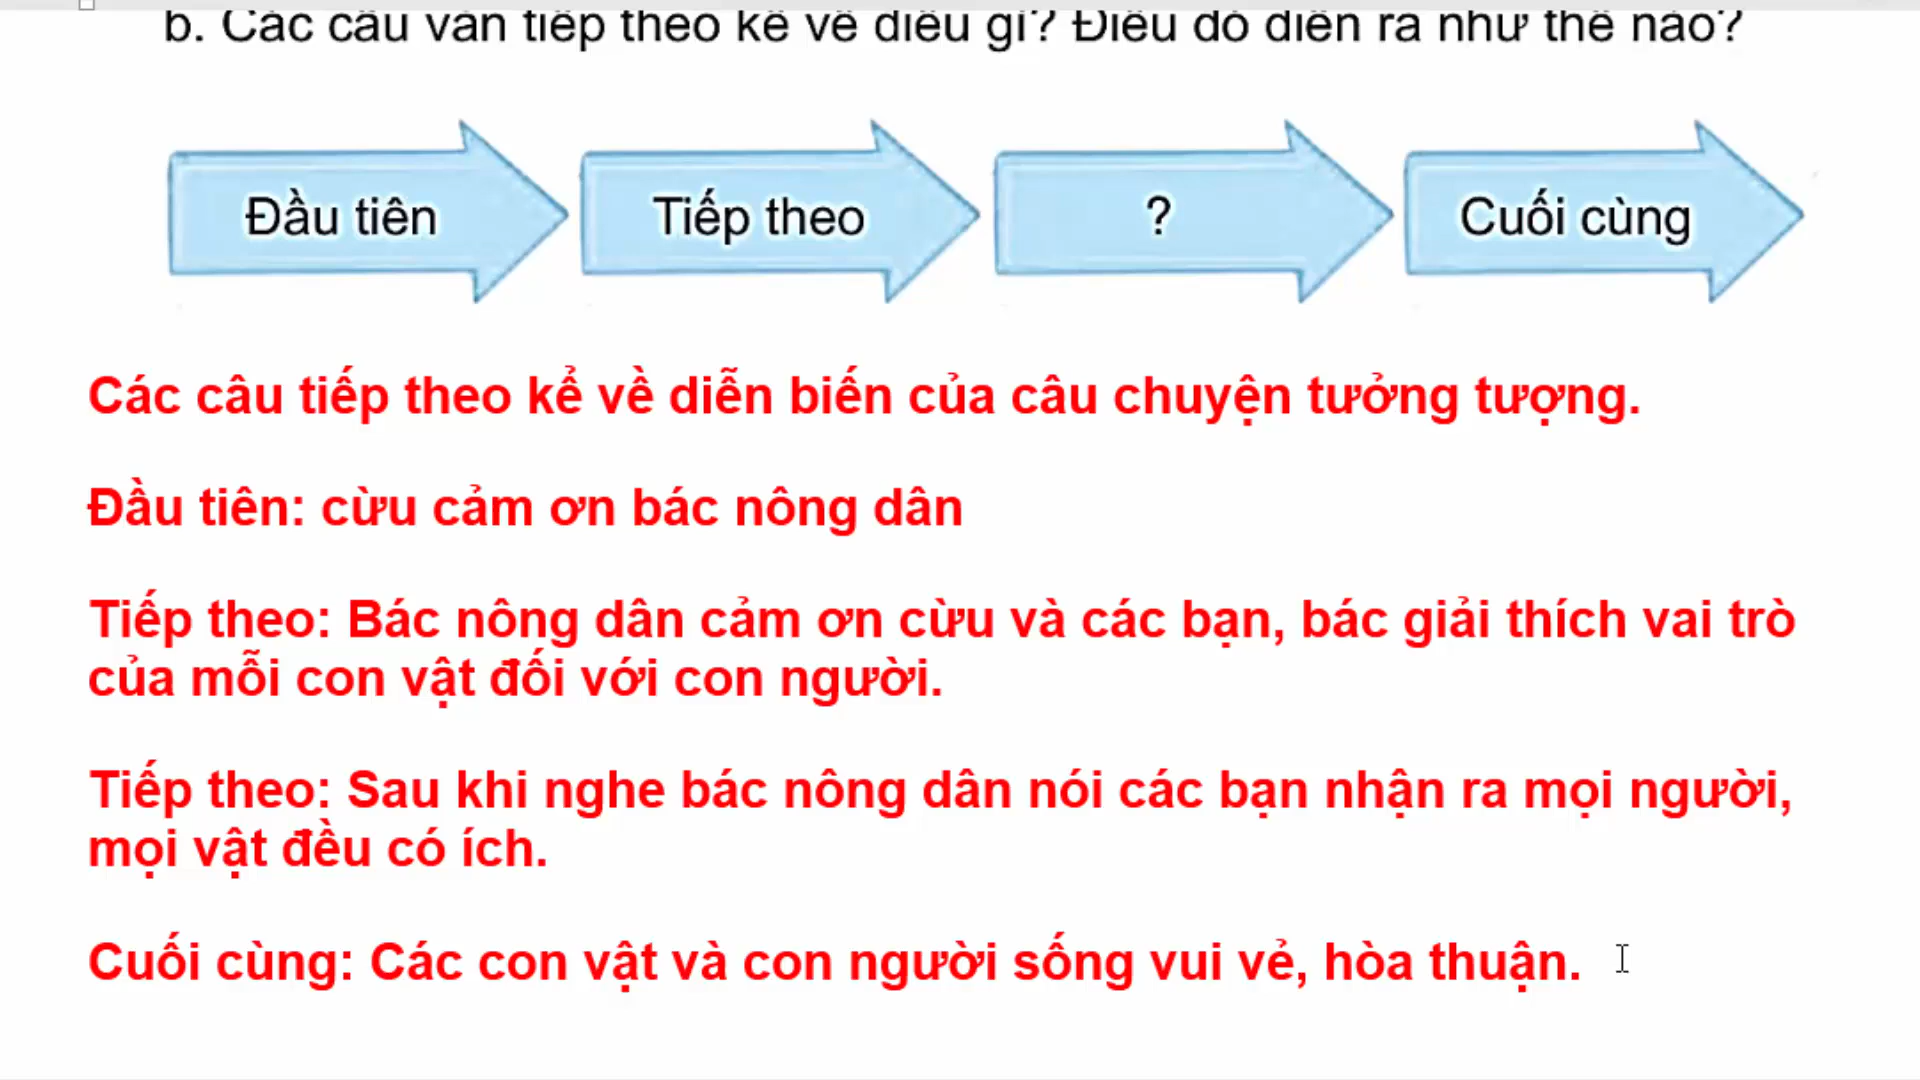 b. Các câu văn tiếp theo kể về điều gì? Điều đó diễn ra như thế nào?
Đầu tiên Tiếp theo ? Cuối cùng
Các câu tiếp theo kể về diễn biến của câu chuyện tưởng tượng.
Đầu tiên: cừu cảm ơn bác nông dân
Tiếp theo: Bác nông dân cảm ơn cừu và các bạn, bác giải thích vai trò
của mỗi con vật đối với con người.
Tiếp theo: Sau khi nghe bác nông dân nói các bạn nhận ra mọi người,
mọi vật đều có ích.
Cuối cùng: Các con vật và con người sống vui vẻ, hòa thuận.